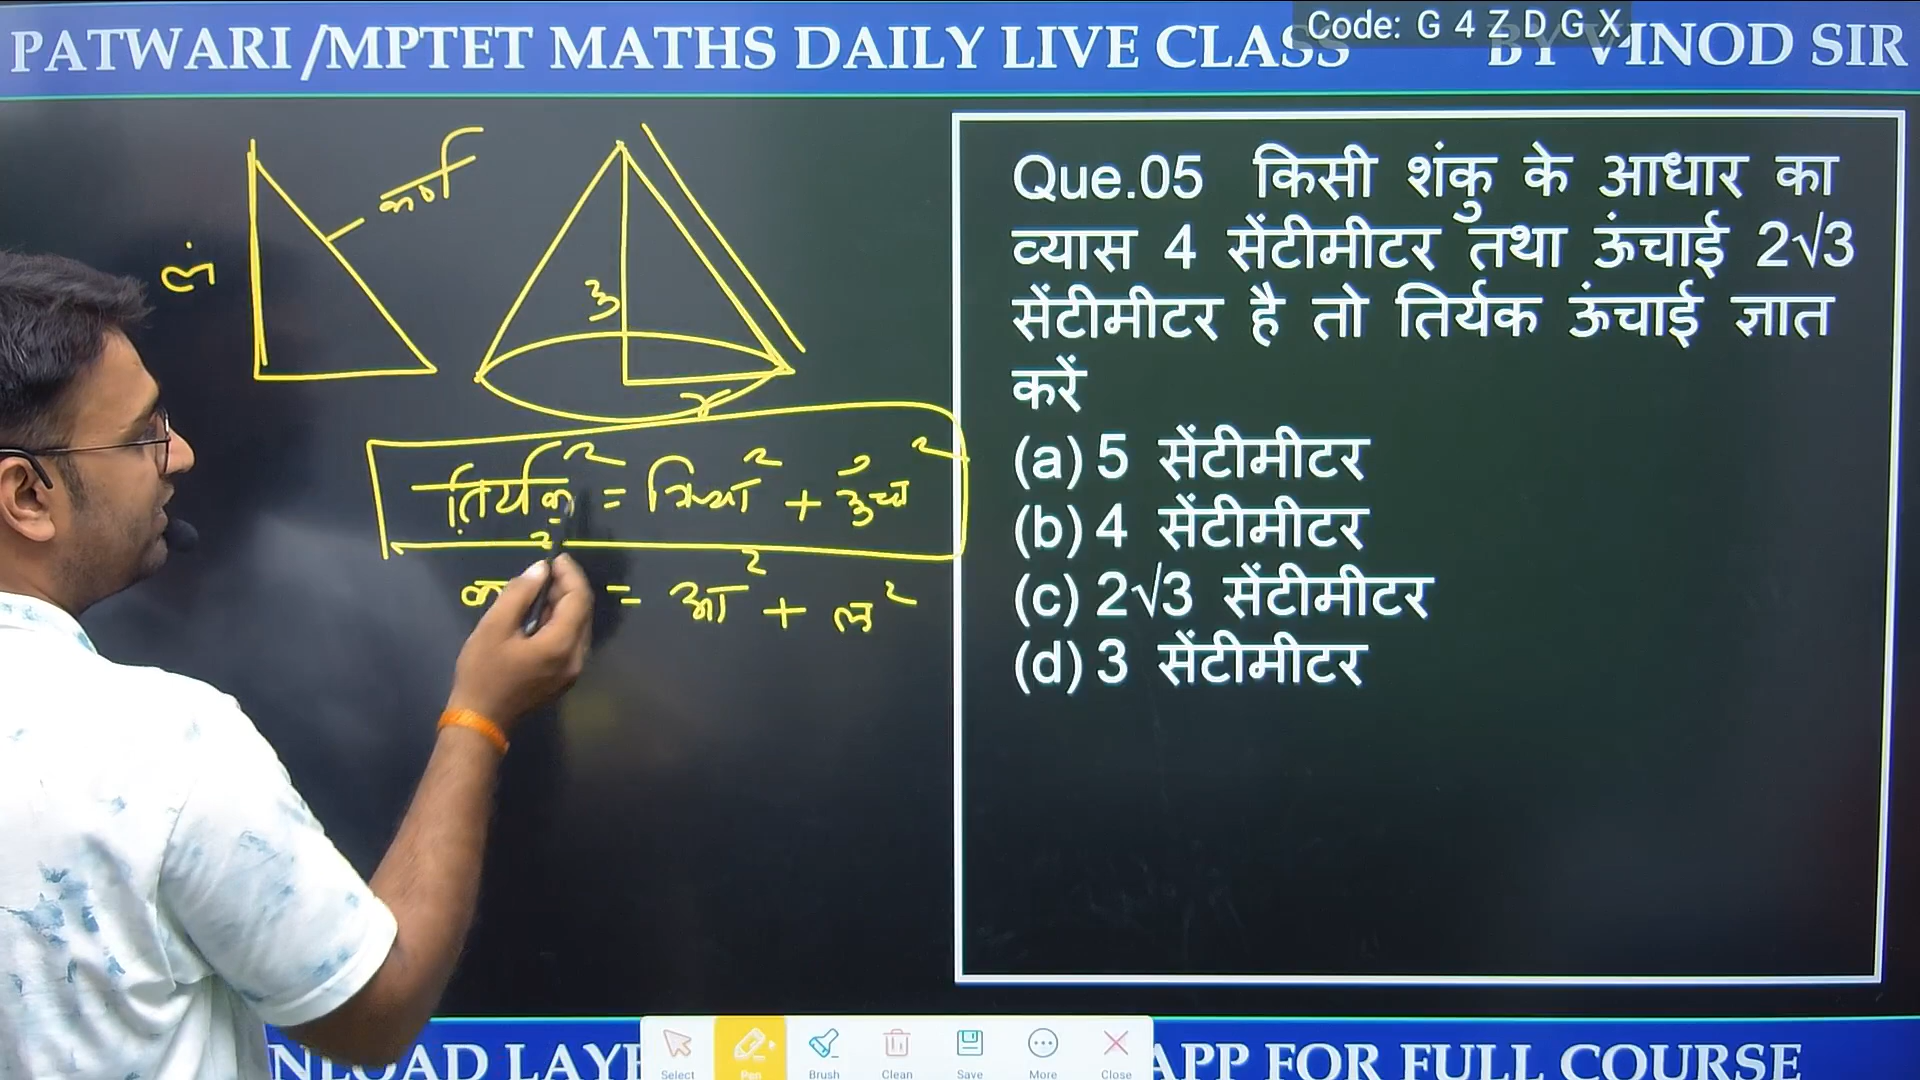 Code: G 4 Z D G X
PATWARI /MPTET MATHS DAILY LIVE CLASS BY VINOD SIR
कर्ण
लं
उ
Que.05 किसी शंकु के आधार का
व्यास 4 सेंटीमीटर तथा ऊंचाई 2√3
सेंटीमीटर है तो तिर्यक ऊंचाई ज्ञात
करें
(a) 5 सेंटीमीटर
(b) 4 सेंटीमीटर
(c) 2√3 सेंटीमीटर
(d) 3 सेंटीमीटर
तिर्यक² = त्रिज्या² + ऊंचा²
² = आ² + ल²
APP FOR FULL COURSE
Select Pen Brush Clean Save More Close